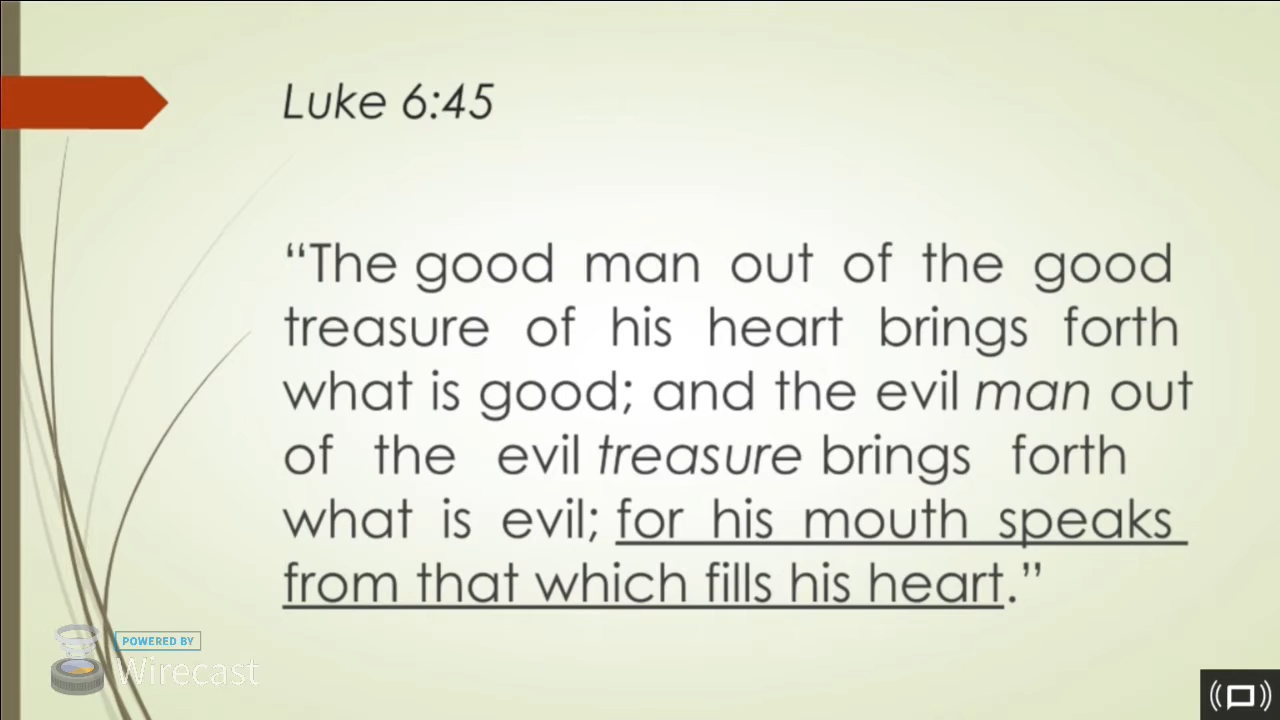 Luke 6:45
“The good man out of the good
treasure of his heart brings forth
what is good; and the evil man out
of the evil treasure brings forth
what is evil; for his mouth speaks
from that which fills his heart.”
POWERED BY
Wirecast